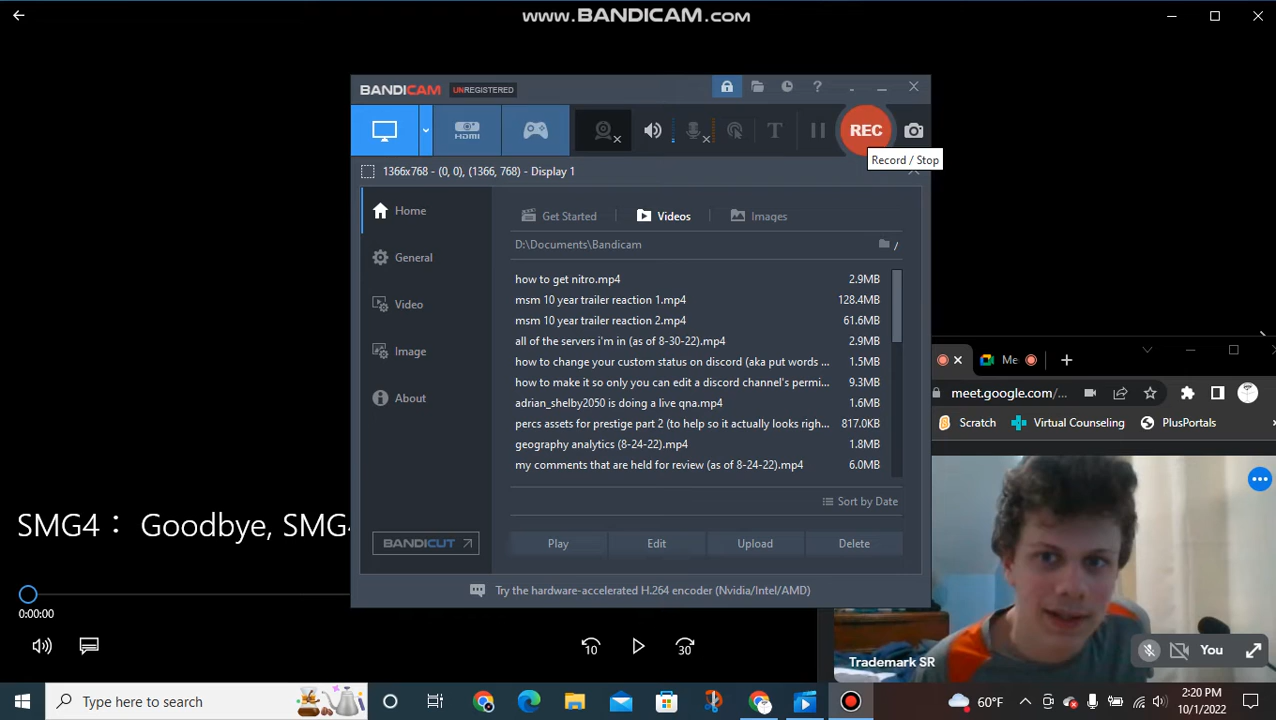 www.BANDICAM.com
BANDICAM UNREGISTERED
HDMI
T
REC
Record / Stop
1366x768 - (0, 0), (1366, 768) - Display 1
Home
General
Video
Image
About
BANDICUT
Get Started
Videos
Images
D:\Documents\Bandicam
/
how to get nitro.mp4 2.9MB
msm 10 year trailer reaction 1.mp4 128.4MB
msm 10 year trailer reaction 2.mp4 61.6MB
all of the servers i'm in (as of 8-30-22).mp4 2.9MB
how to change your custom status on discord (aka put words ... 1.5MB
how to make it so only you can edit a discord channel's permi... 9.3MB
adrian_shelby2050 is doing a live qna.mp4 1.6MB
percs assets for prestige part 2 (to help so it actually looks righ... 817.0KB
geography analytics (8-24-22).mp4 1.8MB
my comments that are held for review (as of 8-24-22).mp4 6.0MB
Sort by Date
Play Edit Upload Delete
Try the hardware-accelerated H.264 encoder (Nvidia/Intel/AMD)
SMG4： Goodbye, SMG4
0:00:00
10
30
Me
meet.google.com/...
Scratch Virtual Counseling PlusPortals
You
Trademark SR
Type here to search
60°F
2:20 PM
10/1/2022